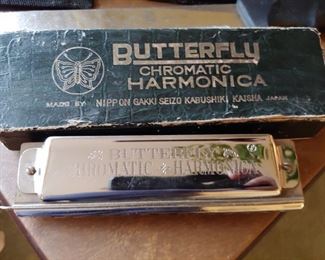 BUTTERFLY
CHROMATIC
HARMONICA
MADE BY NIPPON GAKKI SEIZO KABUSHIKI KAISHA JAPAN
BUTTERFLY
CHROMATIC HARMONICA